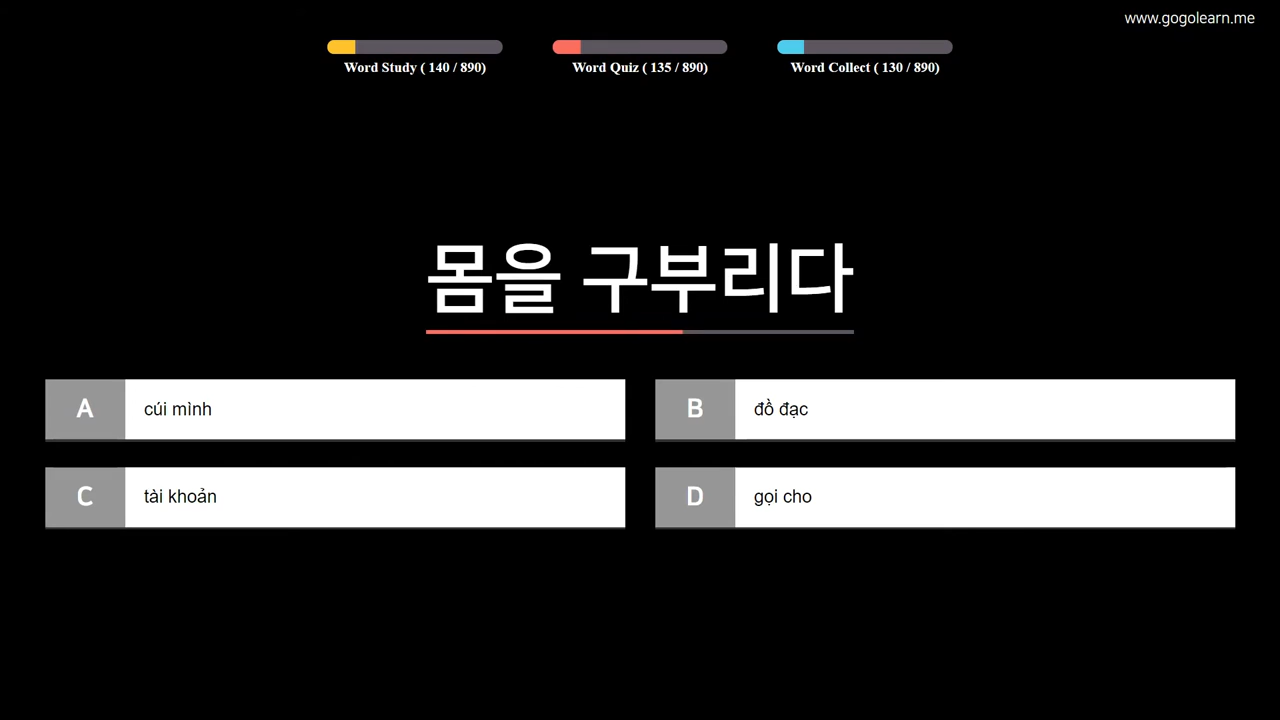 www.gogolearn.me
Word Study ( 140 / 890)
Word Quiz ( 135 / 890)
Word Collect ( 130 / 890)
몸을 구부리다
A cúi mình
B đồ đạc
C tài khoản
D gọi cho